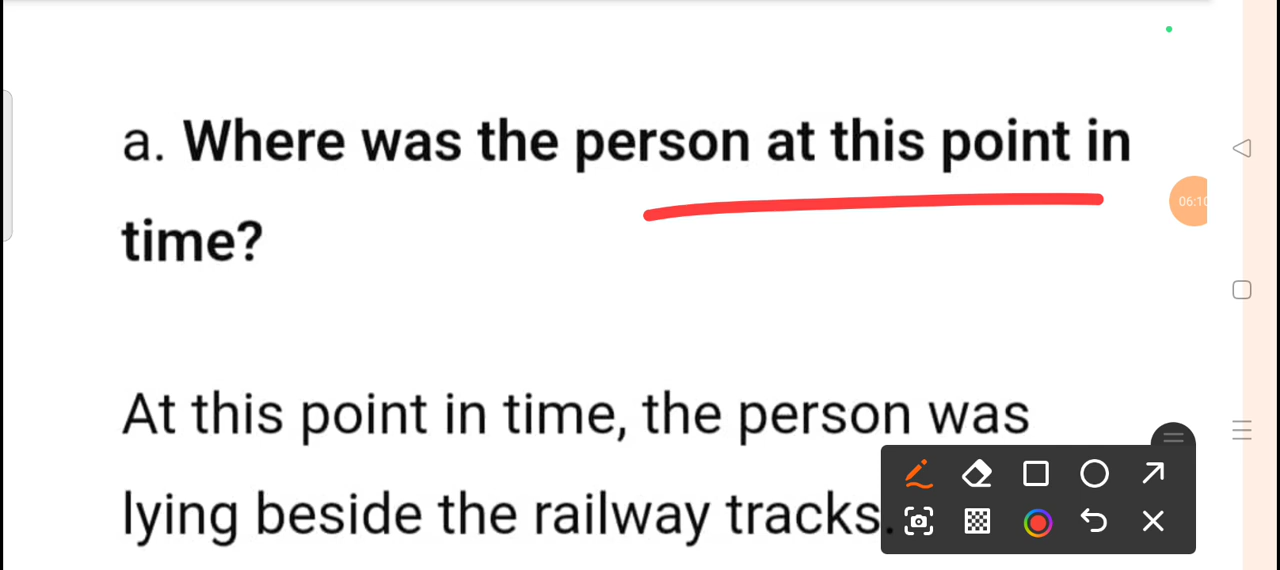 a. Where was the person at this point in
time?
06:10
At this point in time, the person was
lying beside the railway tracks.